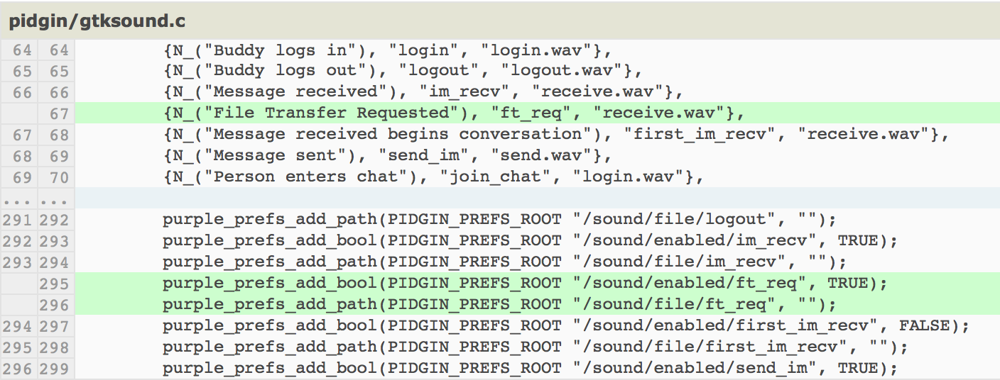 pidgin/gtksound.c
64 64 {N_("Buddy logs in"), "login", "login.wav"},
65 65 {N_("Buddy logs out"), "logout", "logout.wav"},
66 66 {N_("Message received"), "im_recv", "receive.wav"},
67 {N_("File Transfer Requested"), "ft_req", "receive.wav"},
67 68 {N_("Message received begins conversation"), "first_im_recv", "receive.wav"},
68 69 {N_("Message sent"), "send_im", "send.wav"},
69 70 {N_("Person enters chat"), "join_chat", "login.wav"},
... ...
291 292 purple_prefs_add_path(PIDGIN_PREFS_ROOT "/sound/file/logout", "");
292 293 purple_prefs_add_bool(PIDGIN_PREFS_ROOT "/sound/enabled/im_recv", TRUE);
293 294 purple_prefs_add_path(PIDGIN_PREFS_ROOT "/sound/file/im_recv", "");
295 purple_prefs_add_bool(PIDGIN_PREFS_ROOT "/sound/enabled/ft_req", TRUE);
296 purple_prefs_add_path(PIDGIN_PREFS_ROOT "/sound/file/ft_req", "");
294 297 purple_prefs_add_bool(PIDGIN_PREFS_ROOT "/sound/enabled/first_im_recv", FALSE);
295 298 purple_prefs_add_path(PIDGIN_PREFS_ROOT "/sound/file/first_im_recv", "");
296 299 purple_prefs_add_bool(PIDGIN_PREFS_ROOT "/sound/enabled/send_im", TRUE);